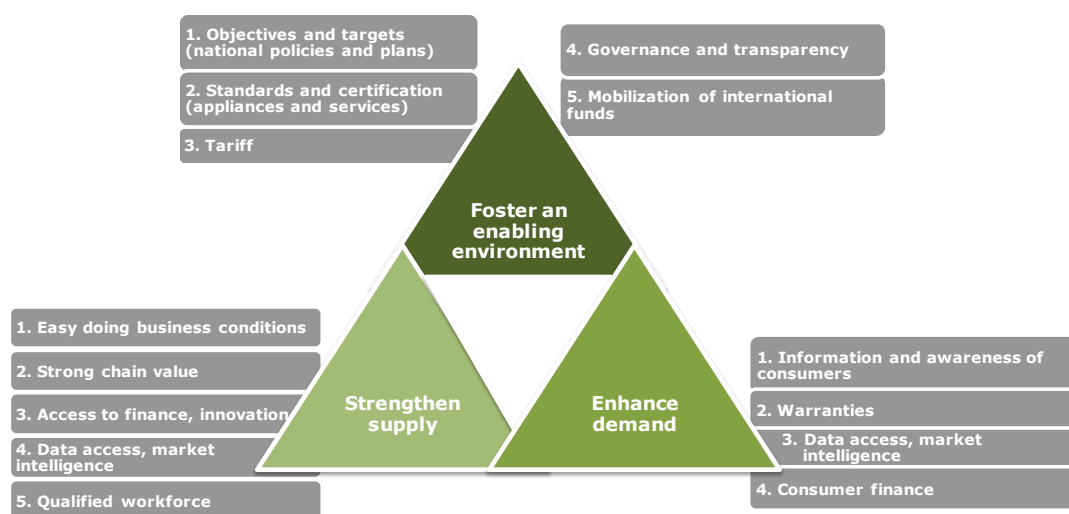 1. Objectives and targets
(national policies and plans)
2. Standards and certification
(appliances and services)
3. Tariff
4. Governance and transparency
5. Mobilization of international
funds
Foster an
enabling
environment
1. Easy doing business conditions
2. Strong chain value
3. Access to finance, innovation
4. Data access, market
intelligence
5. Qualified workforce
Strengthen
supply
Enhance
demand
1. Information and awareness of
consumers
2. Warranties
3. Data access, market
intelligence
4. Consumer finance